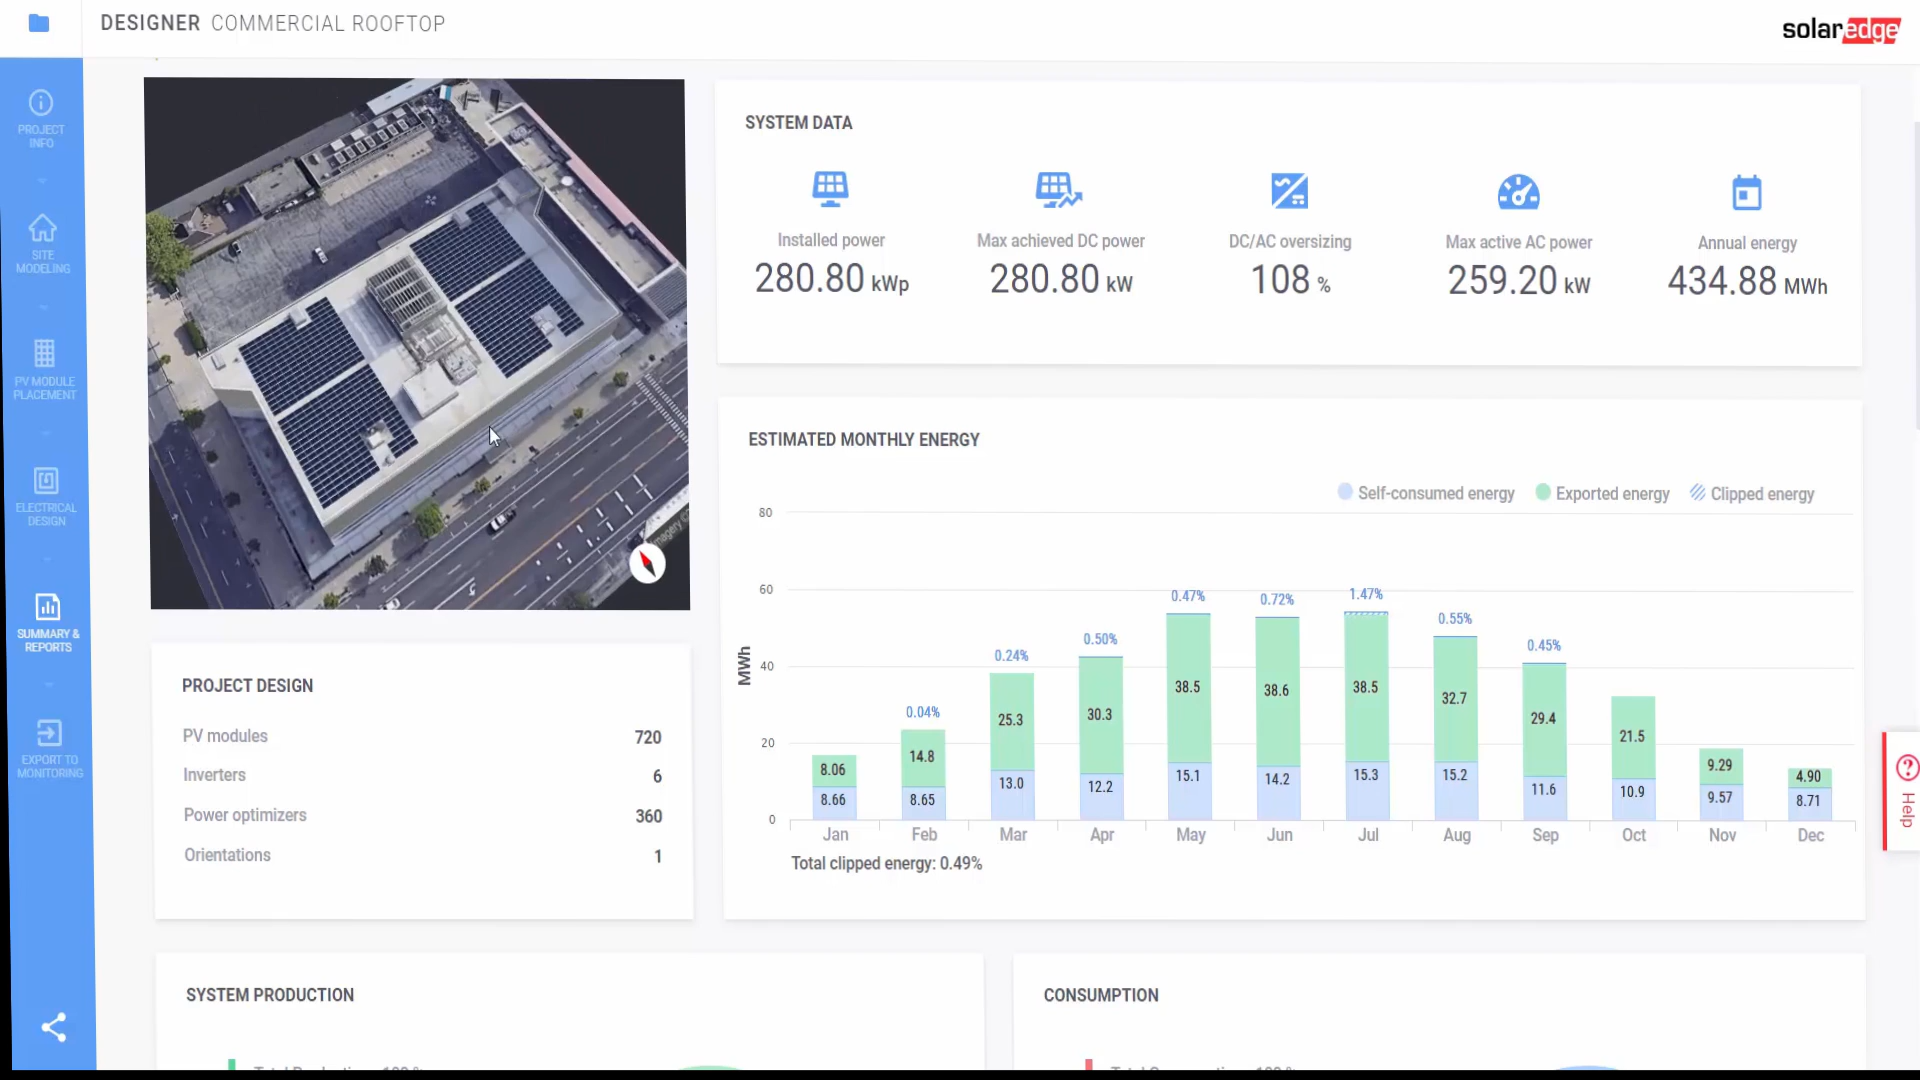 DESIGNER COMMERCIAL ROOFTOP
solaredge
PROJECT
INFO
SITE
MODELING
PV MODULE
PLACEMENT
ELECTRICAL
DESIGN
SUMMARY &
REPORTS
EXPORT TO
MONITORING
SYSTEM DATA
Installed power
280.80 kWp
Max achieved DC power
280.80 kW
DC/AC oversizing
108 %
Max active AC power
259.20 kW
Annual energy
434.88 MWh
PROJECT DESIGN
PV modules 720
Inverters 6
Power optimizers 360
Orientations 1
ESTIMATED MONTHLY ENERGY
Self-consumed energy Exported energy Clipped energy
MWh
80
60
40
20
0
0.04% 0.24% 0.50% 0.47% 0.72% 1.47% 0.55% 0.45%
8.06 14.8 25.3 30.3 38.5 38.6 38.5 32.7 29.4 21.5 9.29 4.90
8.66 8.65 13.0 12.2 15.1 14.2 15.3 15.2 11.6 10.9 9.57 8.71
Jan Feb Mar Apr May Jun Jul Aug Sep Oct Nov Dec
Total clipped energy: 0.49%
Help
SYSTEM PRODUCTION
CONSUMPTION